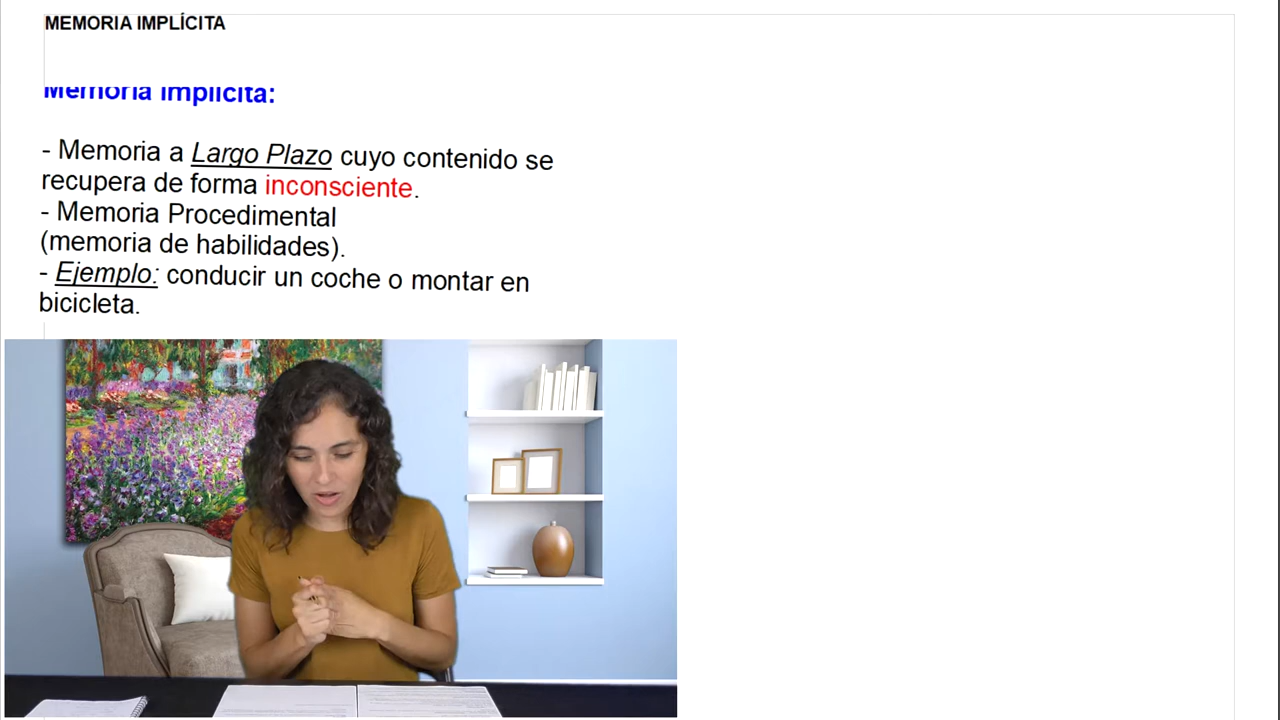 MEMORIA IMPLÍCITA
Memoria implícita:
- Memoria a Largo Plazo cuyo contenido se
recupera de forma inconsciente.
- Memoria Procedimental
(memoria de habilidades).
- Ejemplo: conducir un coche o montar en
bicicleta.